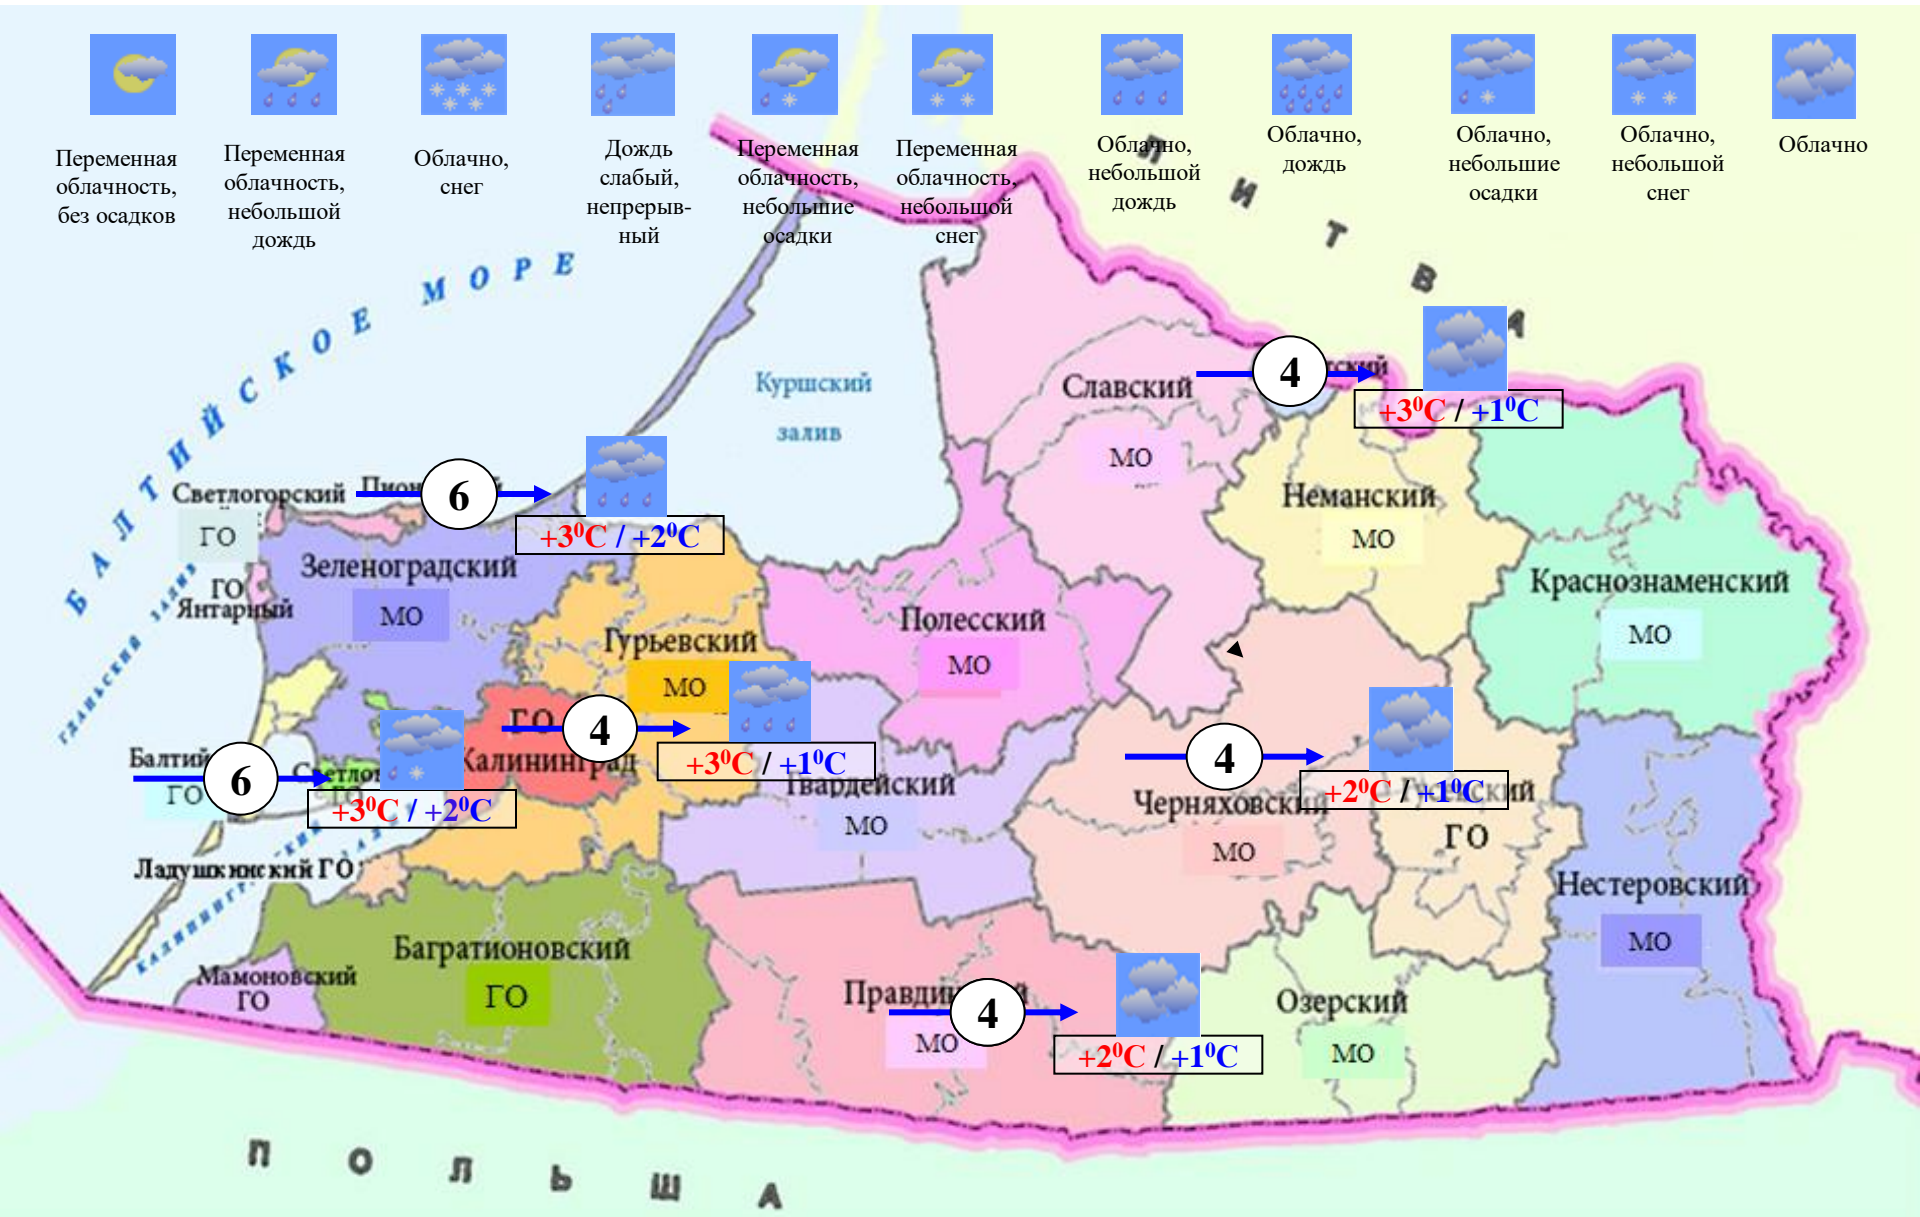 Переменная
облачность,
без осадков
Переменная
облачность,
небольшой
дождь
Облачно,
снег
Дождь
слабый,
непрерыв-
ный
Переменная
облачность,
небольшие
осадки
Переменная
облачность,
небольшой
снег
Облачно,
небольшой
дождь
Облачно,
дождь
Облачно,
небольшие
осадки
Облачно,
небольшой
снег
Облачно
ЛИТВА
БАЛТИЙСКОЕ МОРЕ
Куршский
залив
Славский
МО
4
+3⁰C / +1⁰C
Светлогорский
ГО
6
+3⁰C / +2⁰C
Неманский
МО
Зеленоградский
МО
ГО
Янтарный
Краснознаменский
МО
Гурьевский
МО
Полесский
МО
ГДАНЬСКИЙ ЗАЛИВ
ГО
Калининград
4
+3⁰C / +1⁰C
ГО
6
+3⁰C / +2⁰C
Гвардейский
МО
4
+2⁰C / +1⁰C
Черняховский
МО
ГО
Ладушкинский ГО
Нестеровский
МО
Багратионовский
ГО
Мамоновский
ГО
МО
4
+2⁰C / +1⁰C
Озерский
МО
ПОЛЬША